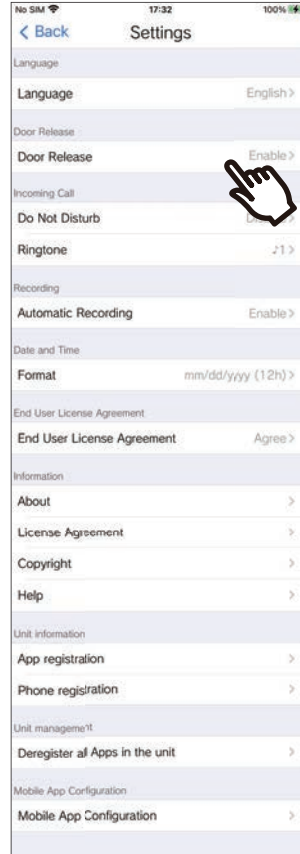 No SIM 17:32 100%
Back Settings
Language
Language English
Door Release
Door Release Enable
Incoming Call
Do Not Disturb
Ringtone ♪1
Recording
Automatic Recording Enable
Date and Time
Format mm/dd/yyyy (12h)
End User License Agreement
End User License Agreement Agree
Information
About
License Agreement
Copyright
Help
Unit information
App registration
Phone registration
Unit management
Deregister all Apps in the unit
Mobile App Configuration
Mobile App Configuration